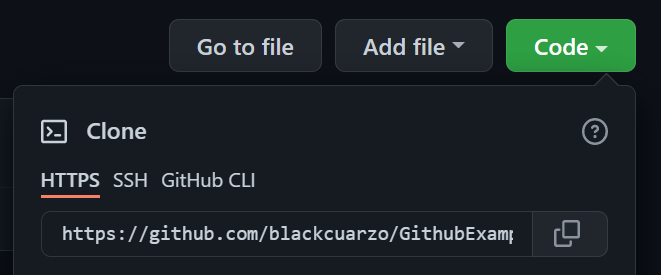 Go to file Add file Code
Clone
HTTPS SSH GitHub CLI
https://github.com/blackcuarzo/GithubExamp